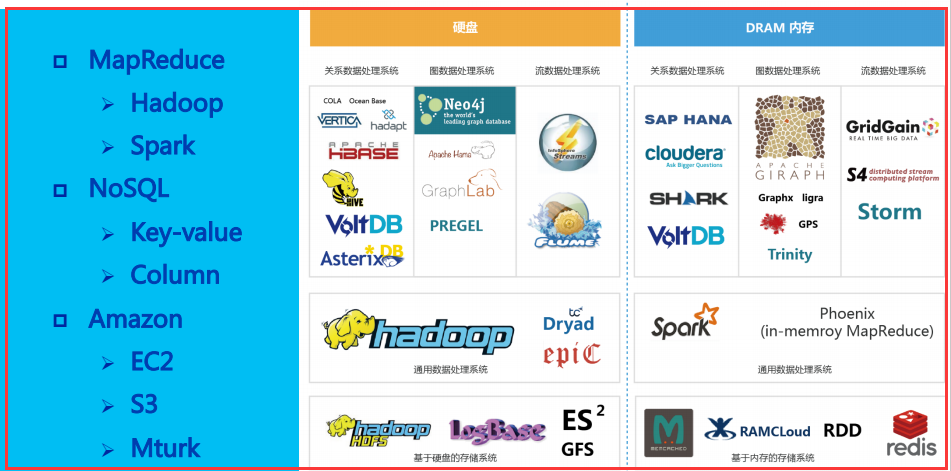 MapReduce
Hadoop
Spark
NoSQL
Key-value
Column
Amazon
EC2
S3
Mturk
硬盘
关系数据处理系统
图数据处理系统
流数据处理系统
COLA Ocean Base
VERTICA
hadapt
APACHE
HBASE
HIVE
VoltDB
AsterixDB
Neo4j
the world's
leading graph database
Apache Hama
GraphLab
PREGEL
InfoSphere
Streams
FLUME
hadoop
Dryad
epiC
通用数据处理系统
hadoop
HDFS
LogBase
ES²
GFS
基于硬盘的存储系统
DRAM 内存
关系数据处理系统
图数据处理系统
流数据处理系统
SAP HANA
cloudera
Ask Bigger Questions
SHARK
VoltDB
APACHE
GIRAPH
Graphx ligra
GPS
Trinity
GridGain
REAL TIME BIG DATA
S4 distributed stream
computing platform
Storm
Spark
Phoenix
(in-memroy MapReduce)
通用数据处理系统
MEMCACHED
RAMCloud
RDD
redis
基于内存的存储系统